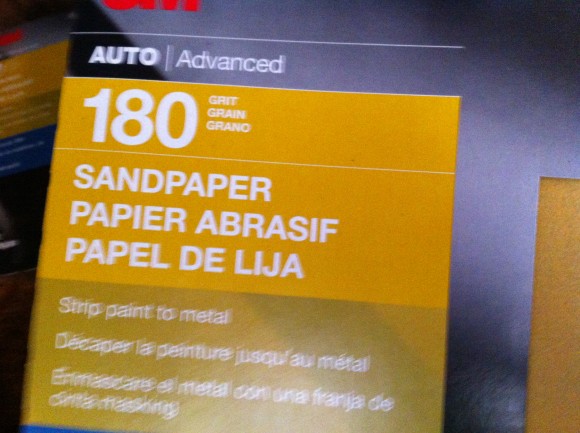 3M
AUTO | Advanced
180 GRIT
GRAIN
GRANO
SANDPAPER
PAPIER ABRASIF
PAPEL DE LIJA
Strip paint to metal
Décaper la peinture jusqu'au métal
Enmascare el metal con una franja de
cinta masking